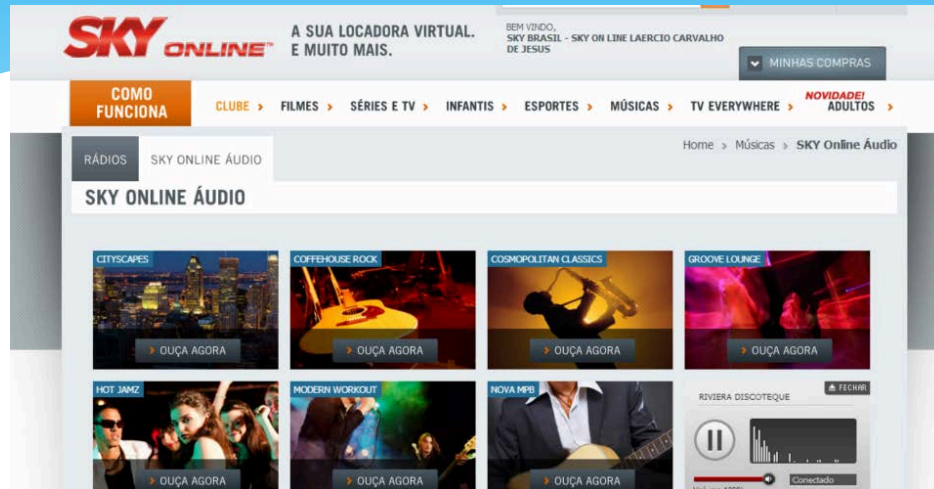 SKY ONLINE™
A SUA LOCADORA VIRTUAL.
E MUITO MAIS.
BEM VINDO,
SKY BRASIL - SKY ON LINE LAERCIO CARVALHO
DE JESUS
MINHAS COMPRAS
COMO
FUNCIONA
CLUBE FILMES SÉRIES E TV INFANTIS ESPORTES MÚSICAS TV EVERYWHERE NOVIDADE! ADULTOS
RÁDIOS SKY ONLINE ÁUDIO
Home > Músicas > SKY Online Áudio
SKY ONLINE ÁUDIO
CITYSCAPES
OUÇA AGORA
COFFEHOUSE ROCK
OUÇA AGORA
COSMOPOLITAN CLASSICS
OUÇA AGORA
GROOVE LOUNGE
OUÇA AGORA
HOT JAMZ
OUÇA AGORA
MODERN WORKOUT
OUÇA AGORA
NOVA MPB
OUÇA AGORA
FECHAR
RIVIERA DISCOTEQUE
Conectado